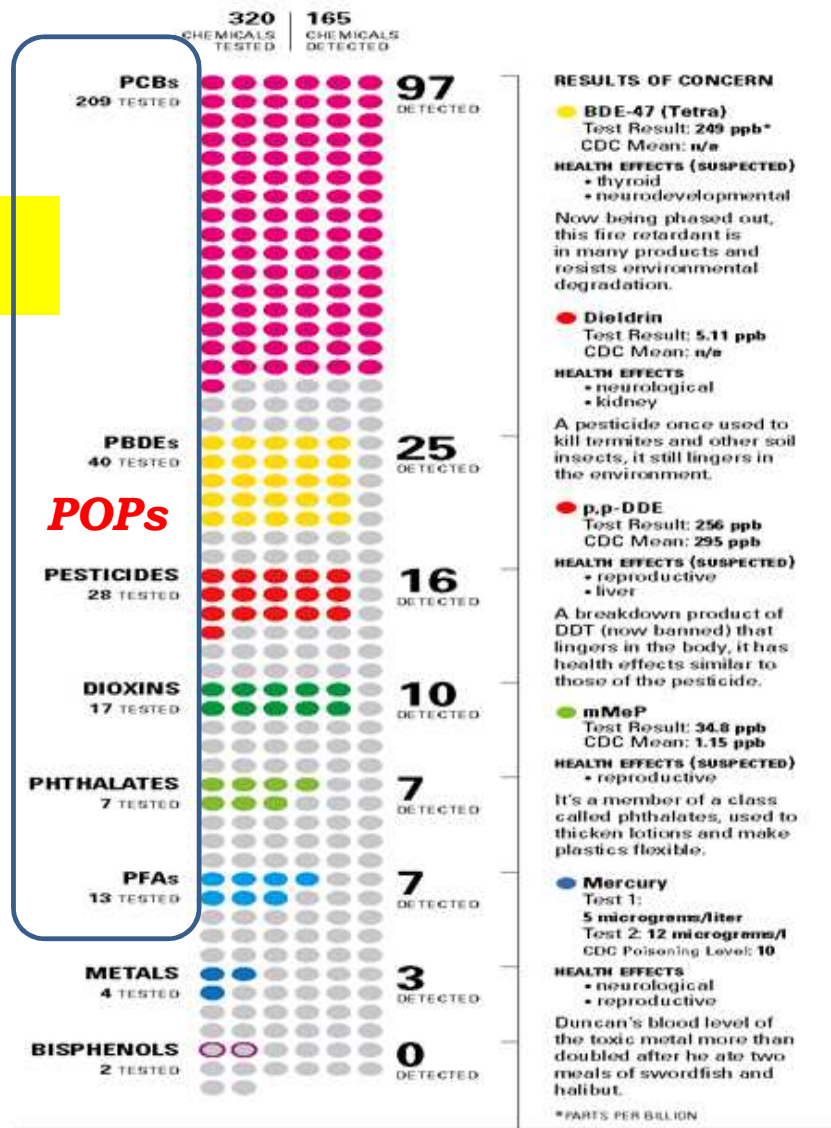 320 165
CHEMICALS TESTED CHEMICALS DETECTED
PCBs
209 TESTED
97
DETECTED
PBDEs
40 TESTED
25
DETECTED
POPs
PESTICIDES
28 TESTED
16
DETECTED
DIOXINS
17 TESTED
10
DETECTED
PHTHALATES
7 TESTED
7
DETECTED
PFAs
13 TESTED
7
DETECTED
METALS
4 TESTED
3
DETECTED
BISPHENOLS
2 TESTED
0
DETECTED
RESULTS OF CONCERN
BDE-47 (Tetra)
Test Result: 249 ppb*
CDC Mean: n/a
HEALTH EFFECTS (SUSPECTED)
• thyroid
• neurodevelopmental
Now being phased out,
this fire retardant is
in many products and
resists environmental
degradation.
Dieldrin
Test Result: 5.11 ppb
CDC Mean: n/a
HEALTH EFFECTS
• neurological
• kidney
A pesticide once used to
kill termites and other soil
insects, it still lingers in
the environment.
p,p-DDE
Test Result: 256 ppb
CDC Mean: 295 ppb
HEALTH EFFECTS (SUSPECTED)
• reproductive
• liver
A breakdown product of
DDT (now banned) that
lingers in the body, it has
health effects similar to
those of the pesticide.
mMeP
Test Result: 34.8 ppb
CDC Mean: 1.15 ppb
HEALTH EFFECTS (SUSPECTED)
• reproductive
It's a member of a class
called phthalates, used to
thicken lotions and make
plastics flexible.
Mercury
Test 1:
5 micrograms/liter
Test 2: 12 micrograms/l
CDC Poisoning Level: 10
HEALTH EFFECTS
• neurological
• reproductive
Duncan's blood level of
the toxic metal more than
doubled after he ate two
meals of swordfish and
halibut.
*PARTS PER BILLION